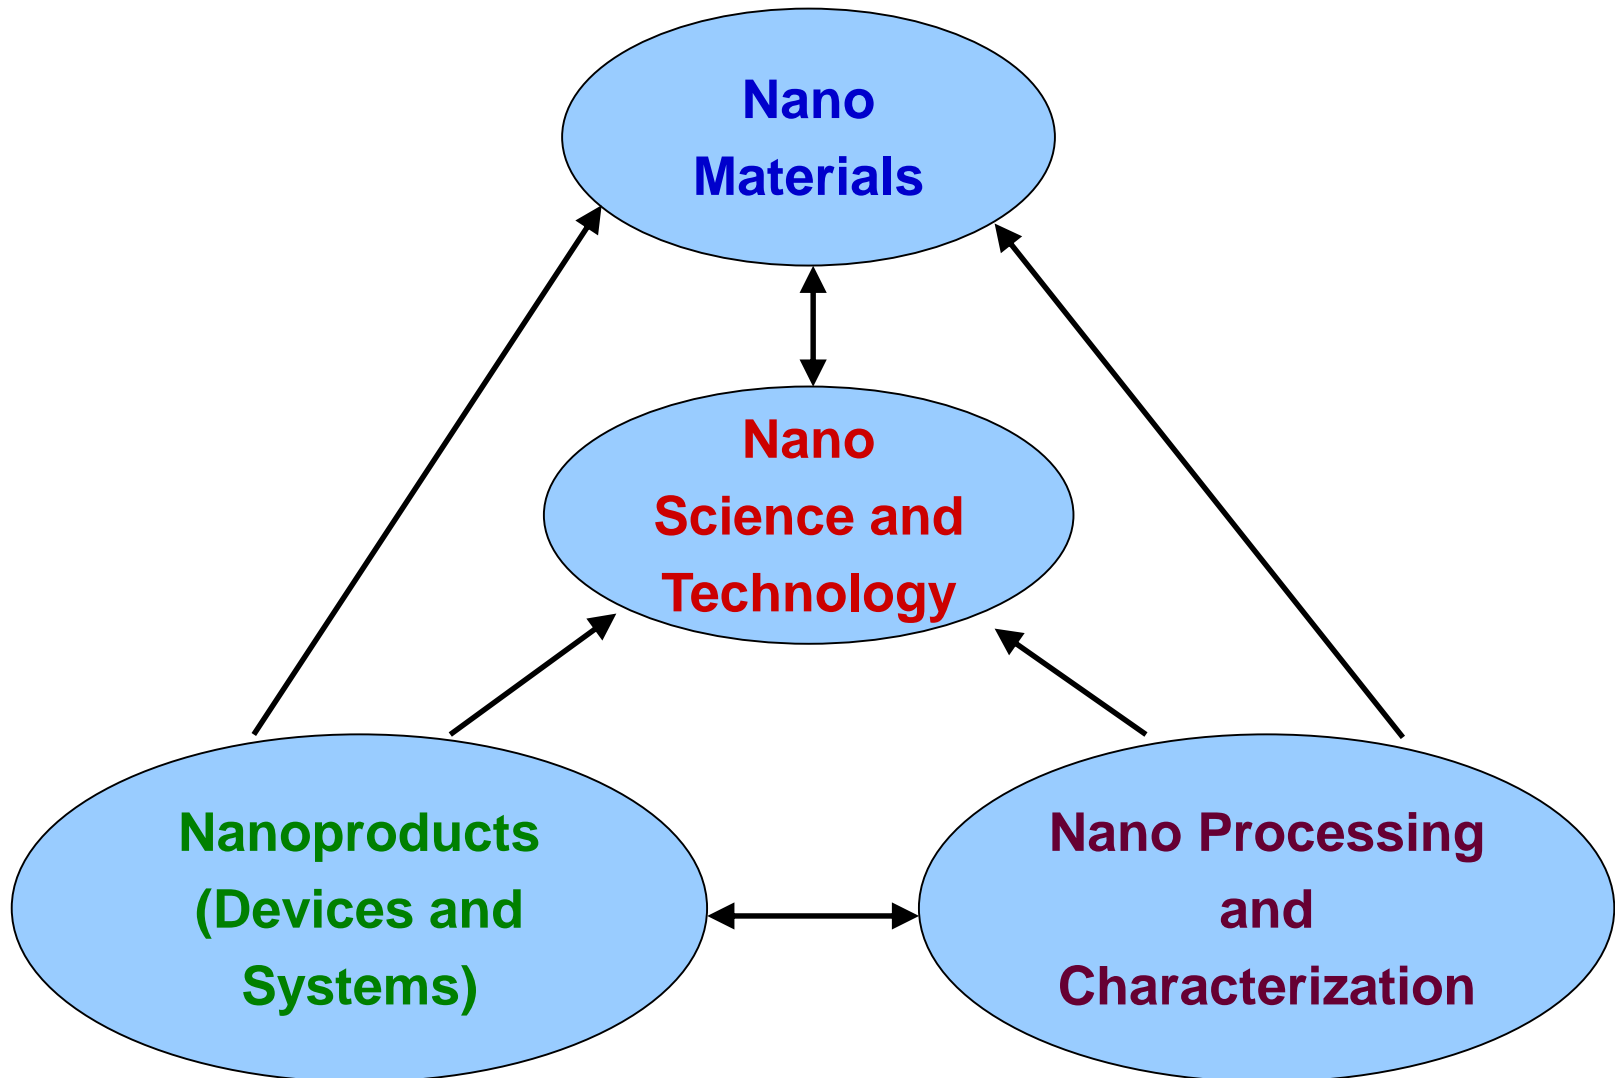 Nano
Materials
Nano
Science and
Technology
Nanoproducts
(Devices and
Systems)
Nano Processing
and
Characterization